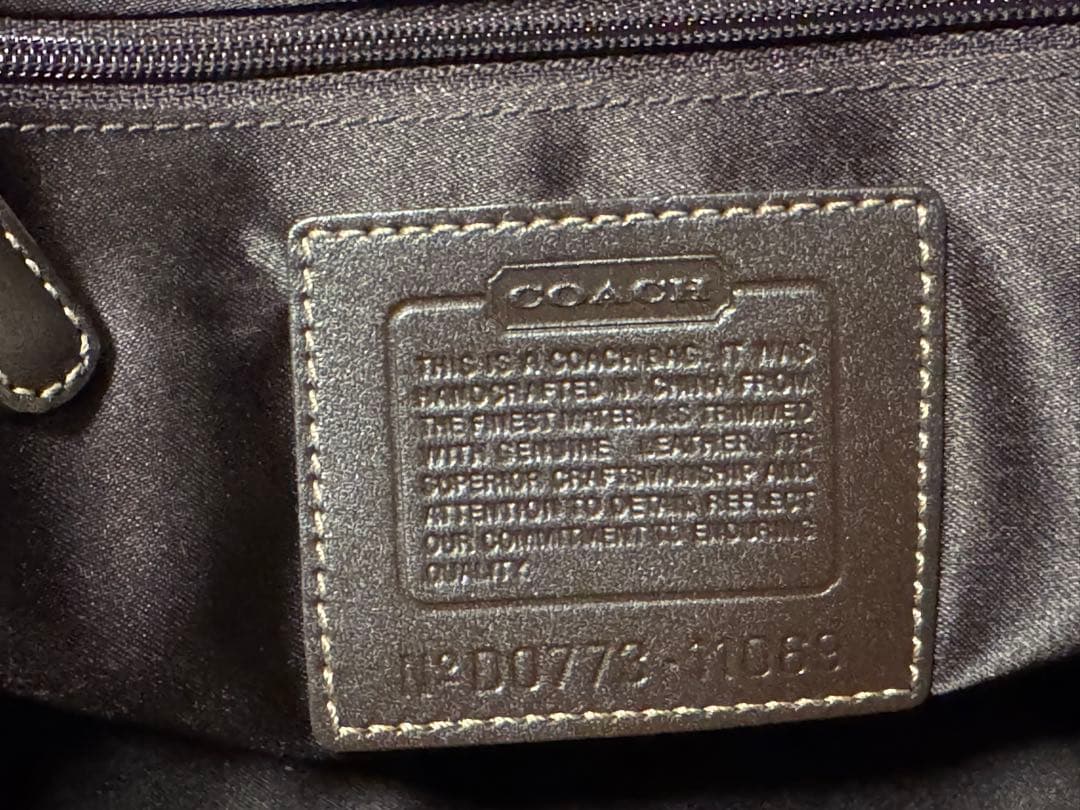 COACH
THIS IS A COACH BAG. IT WAS
HANDCRAFTED IN CHINA FROM
THE FINEST MATERIALS TRIMMED
WITH GENUINE LEATHER. ITS
SUPERIOR CRAFTSMANSHIP AND
ATTENTION TO DETAIL REFLECT
OUR COMMITMENT TO ENDURING
QUALITY.
Nº D0773-11069